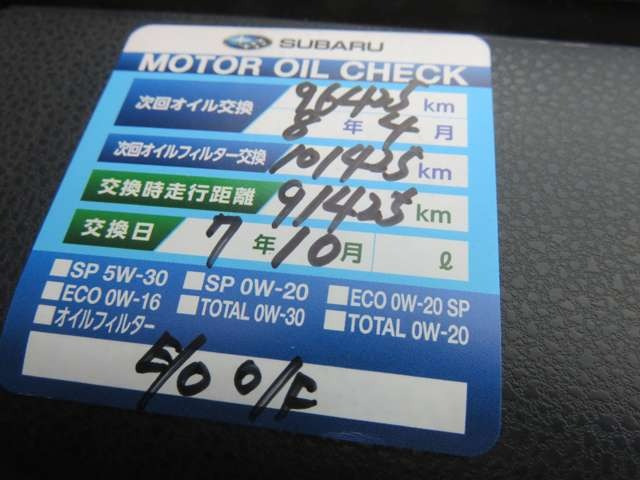 SUBARU
MOTOR OIL CHECK
次回オイル交換 96425 km
8 年 4 月
次回オイルフィルター交換 101425 km
交換時走行距離 91425 km
交換日 7 年 10 月 ℓ
SP 5W-30 SP 0W-20 ECO 0W-20 SP
ECO 0W-16 TOTAL 0W-30 TOTAL 0W-20
オイルフィルター
E/O O/F